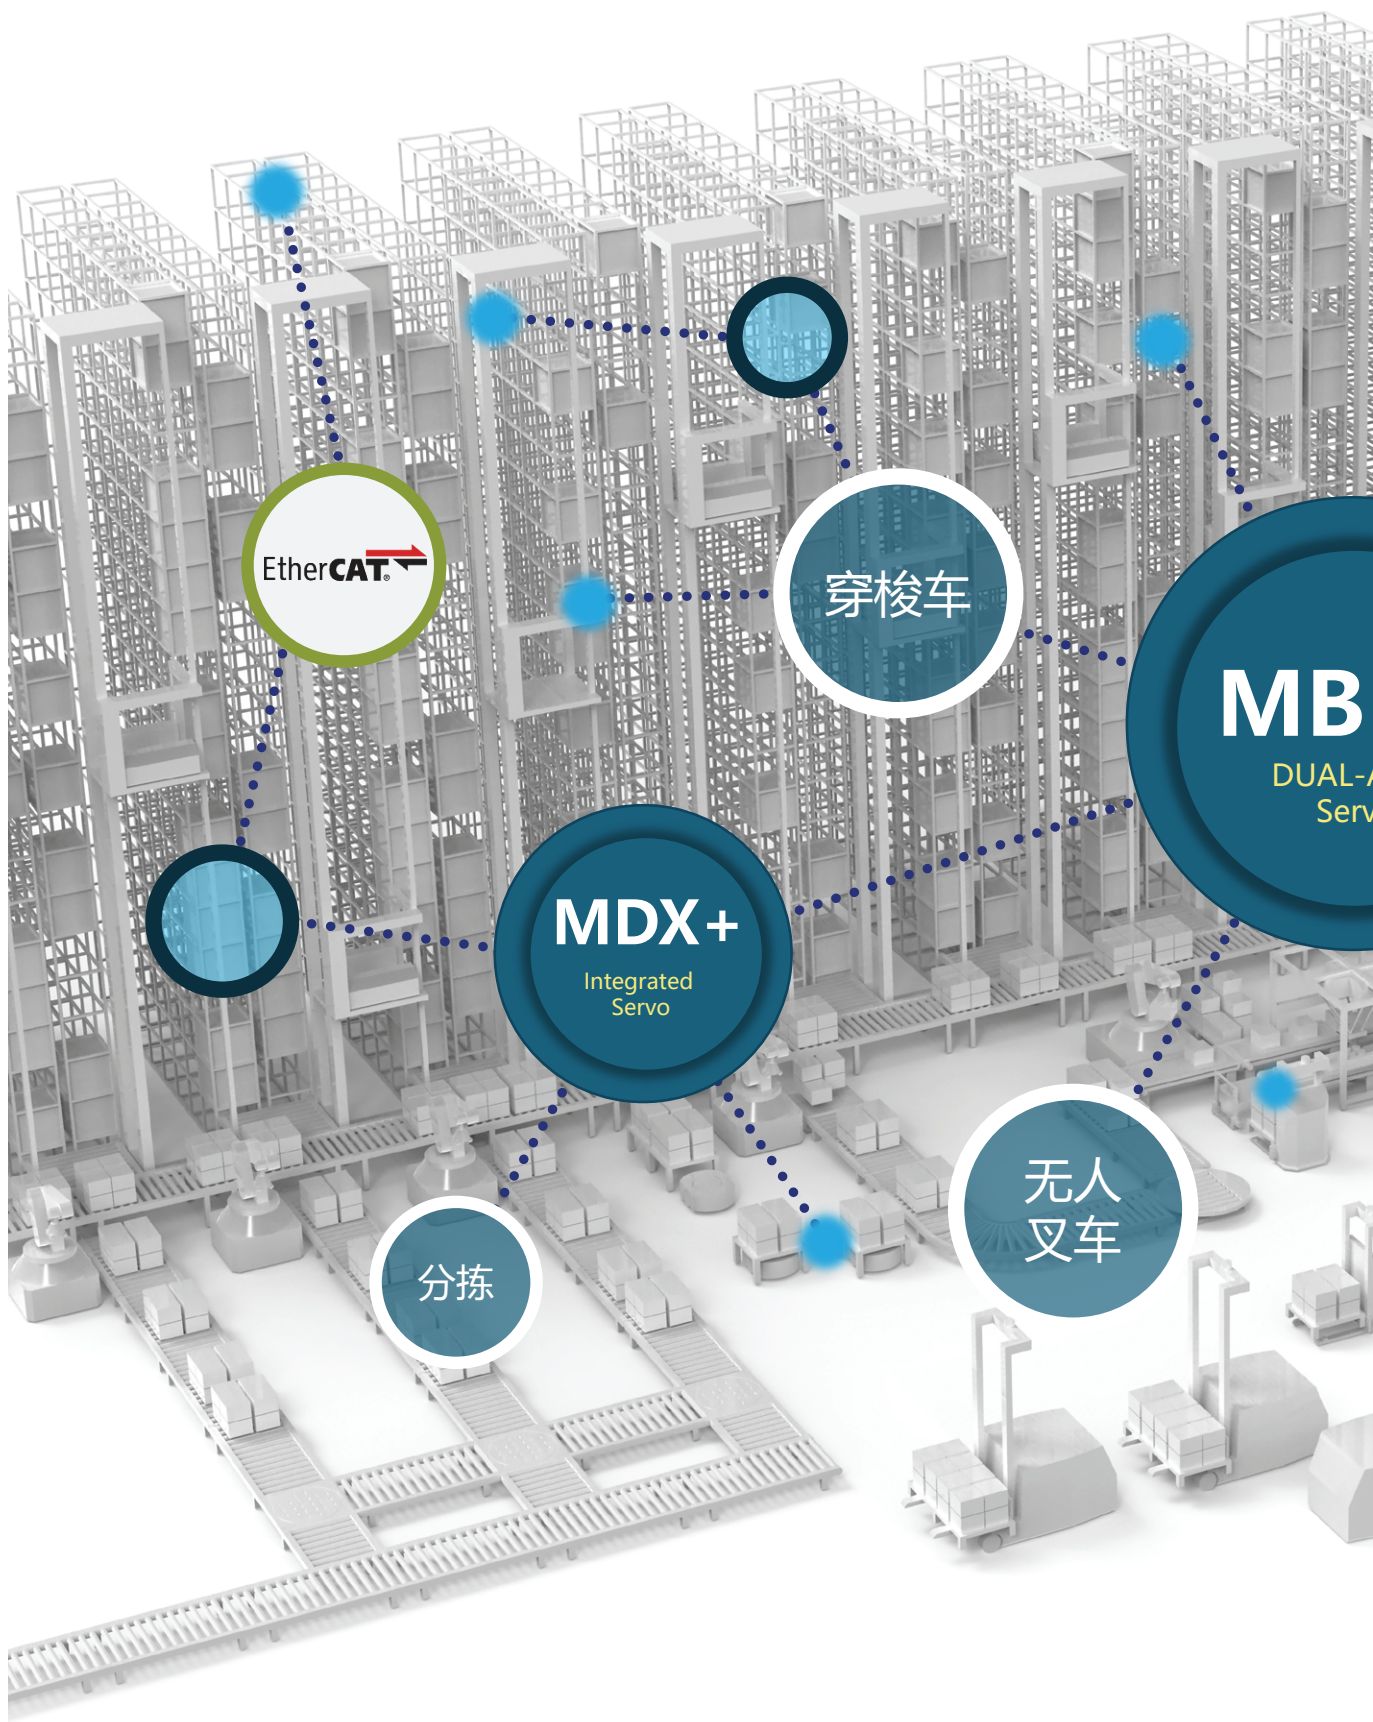 EtherCAT®
穿梭车
MB
DUAL-A
Serv
MDX+
Integrated
Servo
无人
叉车
分拣